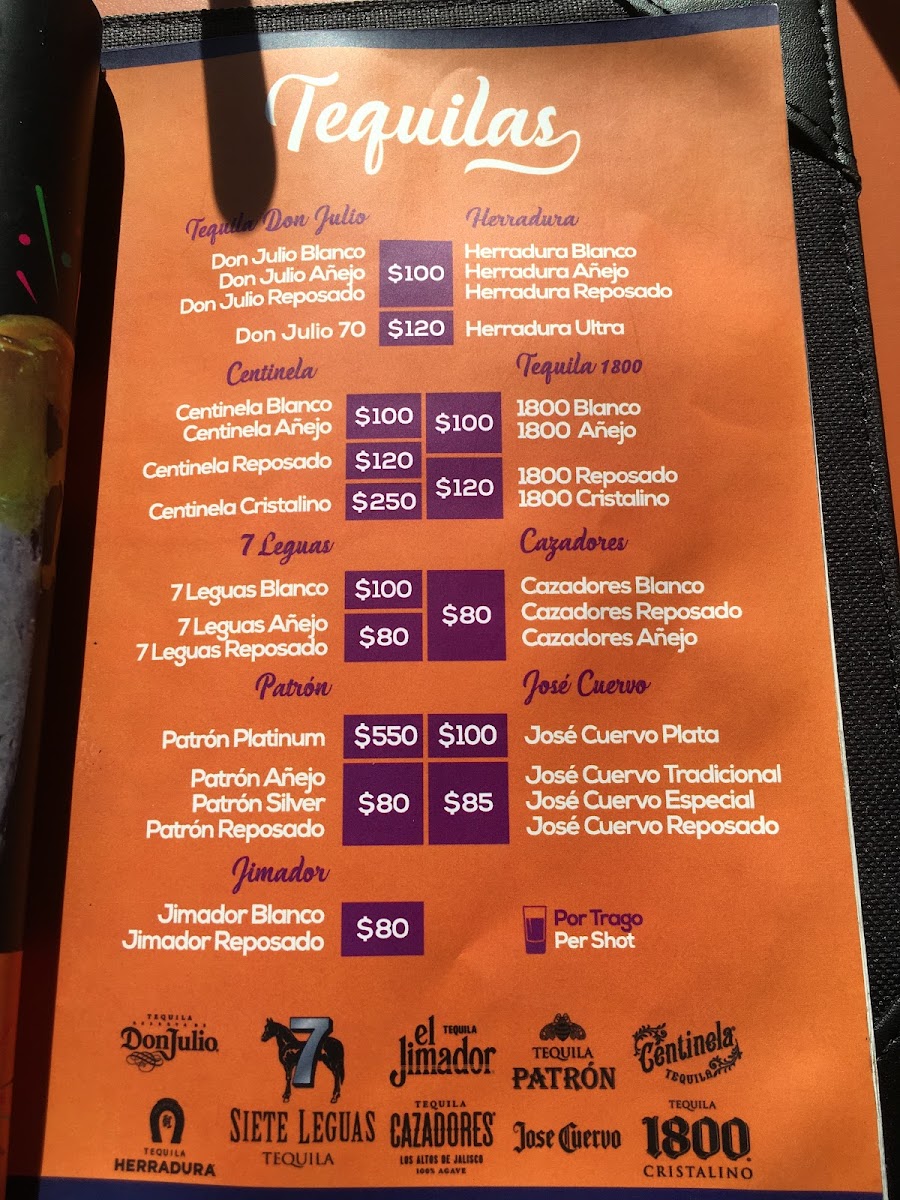 Tequilas
Tequila Don Julio
Don Julio Blanco
Don Julio Añejo
Don Julio Reposado
$100
Don Julio 70
$120
Herradura
Herradura Blanco
Herradura Añejo
Herradura Reposado
Herradura Ultra
Centinela
Centinela Blanco
Centinela Añejo
$100
Centinela Reposado
$120
Centinela Cristalino
$250
Tequila 1800
$100
1800 Blanco
1800 Añejo
$120
1800 Reposado
1800 Cristalino
7 Leguas
7 Leguas Blanco
$100
7 Leguas Añejo
7 Leguas Reposado
$80
Cazadores
$80
Cazadores Blanco
Cazadores Reposado
Cazadores Añejo
Patrón
Patrón Platinum
$550
Patrón Añejo
Patrón Silver
Patrón Reposado
$80
José Cuervo
$100
José Cuervo Plata
$85
José Cuervo Tradicional
José Cuervo Especial
José Cuervo Reposado
Jimador
Jimador Blanco
Jimador Reposado
$80
Por Trago
Per Shot
TEQUILA
RESERVA DE
Don Julio
7
SIETE LEGUAS
TEQUILA
el
TEQUILA
Jimador
TEQUILA
PATRÓN
Centinela
TEQUILA
TEQUILA
HERRADURA
TEQUILA
CAZADORES
LOS ALTOS DE JALISCO
100% AGAVE
Jose Cuervo
TEQUILA
1800
CRISTALINO